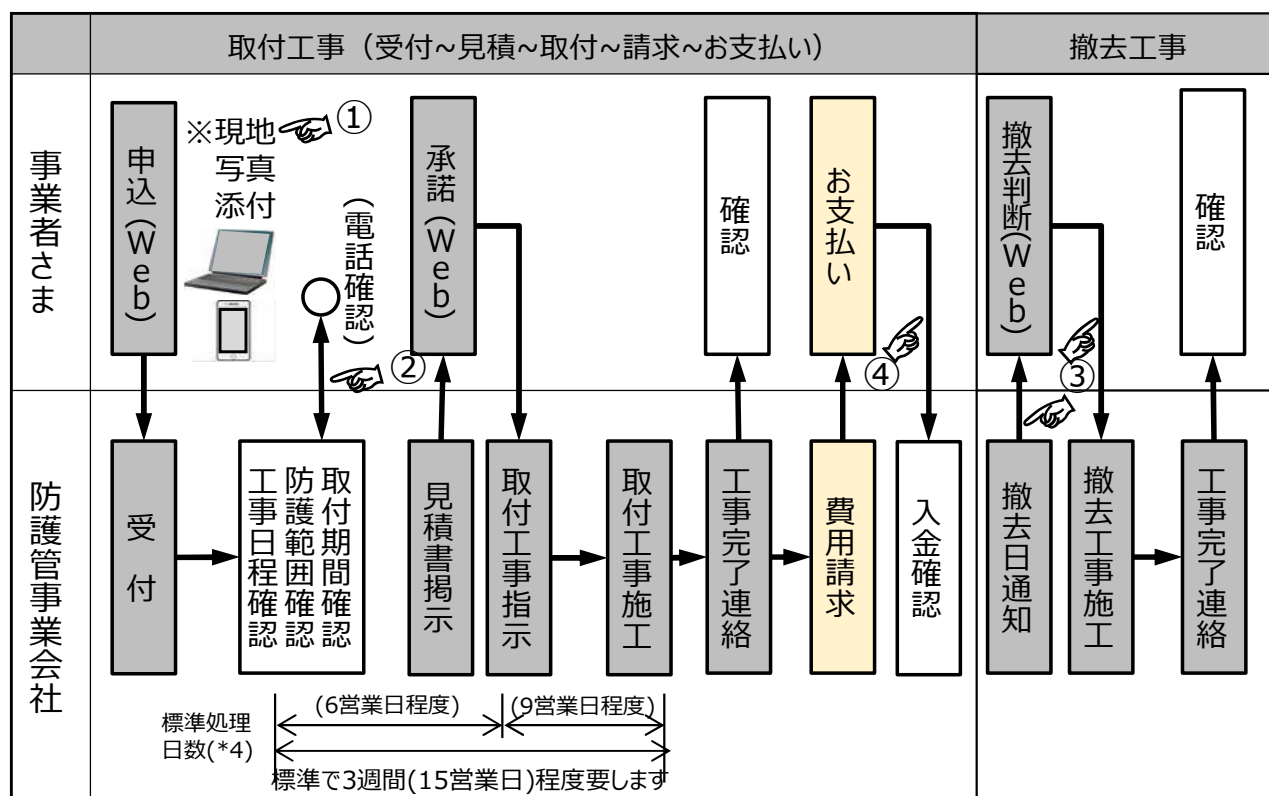 取付工事（受付~見積~取付~請求~お支払い）
撤去工事
事業者さま
申込(Web)
※現地
写真
添付
①
(電話確認)
②
承諾(Web)
確認
お支払い
④
撤去判断(Web)
③
確認
防護管事業会社
受　付
取付期間確認
防護範囲確認
工事日程確認
見積書掲示
取付工事指示
取付工事施工
工事完了連絡
費用請求
入金確認
撤去日通知
撤去工事施工
工事完了連絡
標準処理
日数(*4)
(6営業日程度)
(9営業日程度)
標準で3週間(15営業日)程度要します